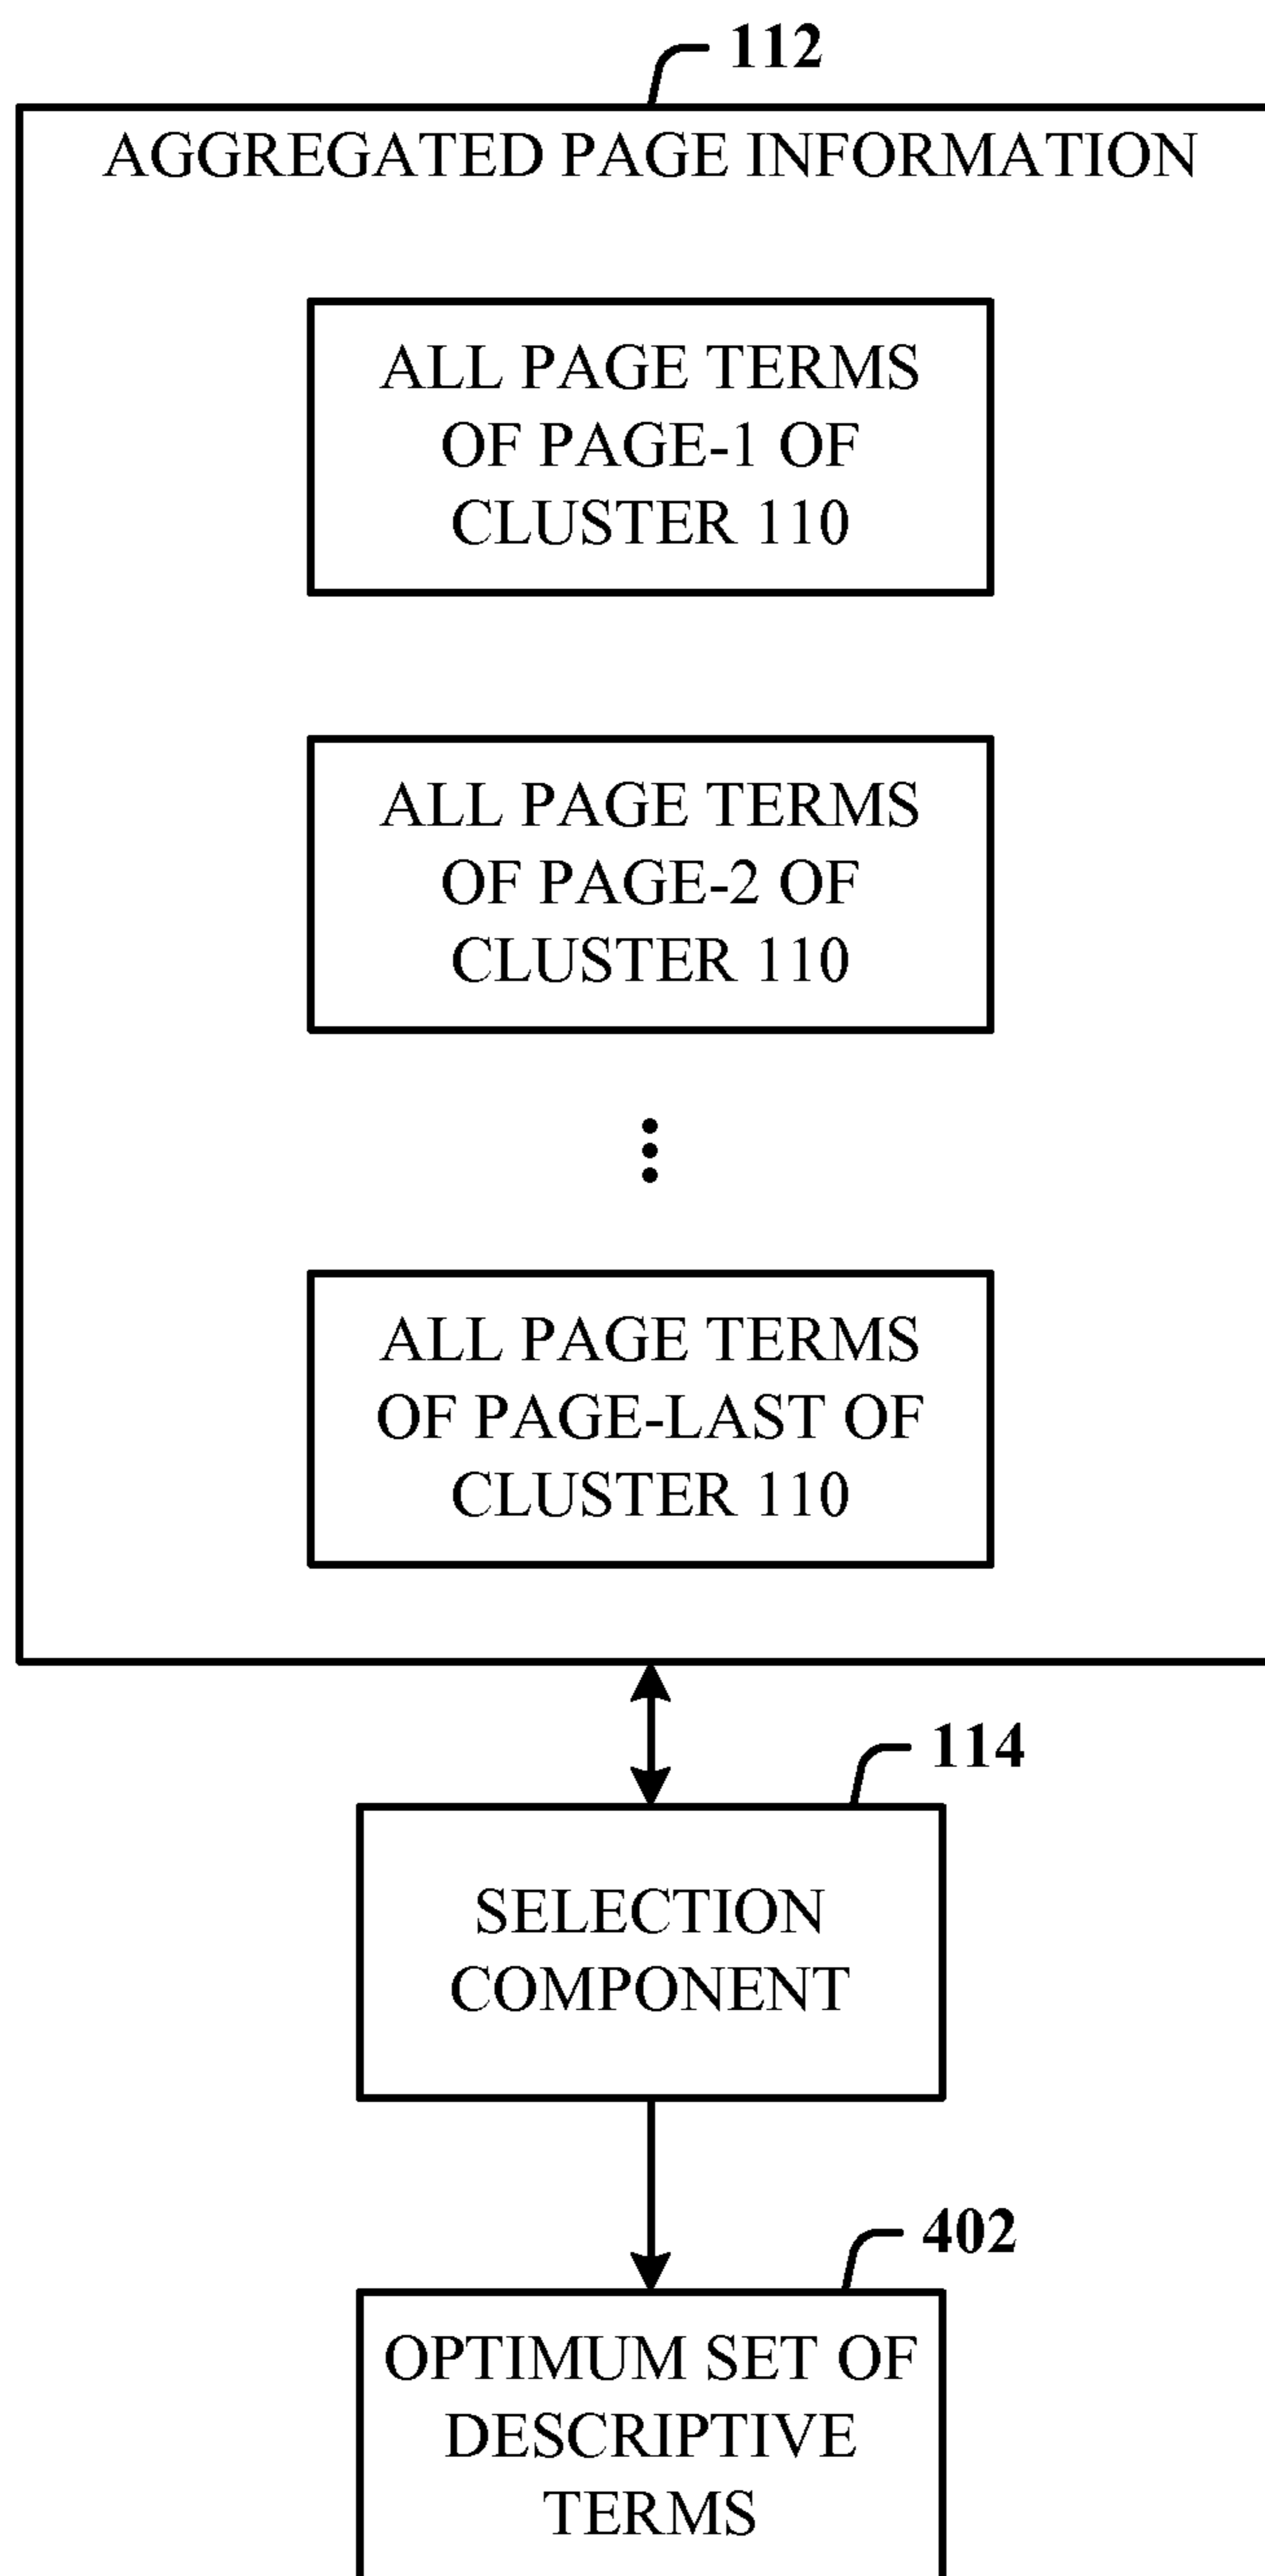 112
AGGREGATED PAGE INFORMATION
ALL PAGE TERMS
OF PAGE-1 OF
CLUSTER 110
ALL PAGE TERMS
OF PAGE-2 OF
CLUSTER 110
ALL PAGE TERMS
OF PAGE-LAST OF
CLUSTER 110
114
SELECTION
COMPONENT
402
OPTIMUM SET OF
DESCRIPTIVE
TERMS